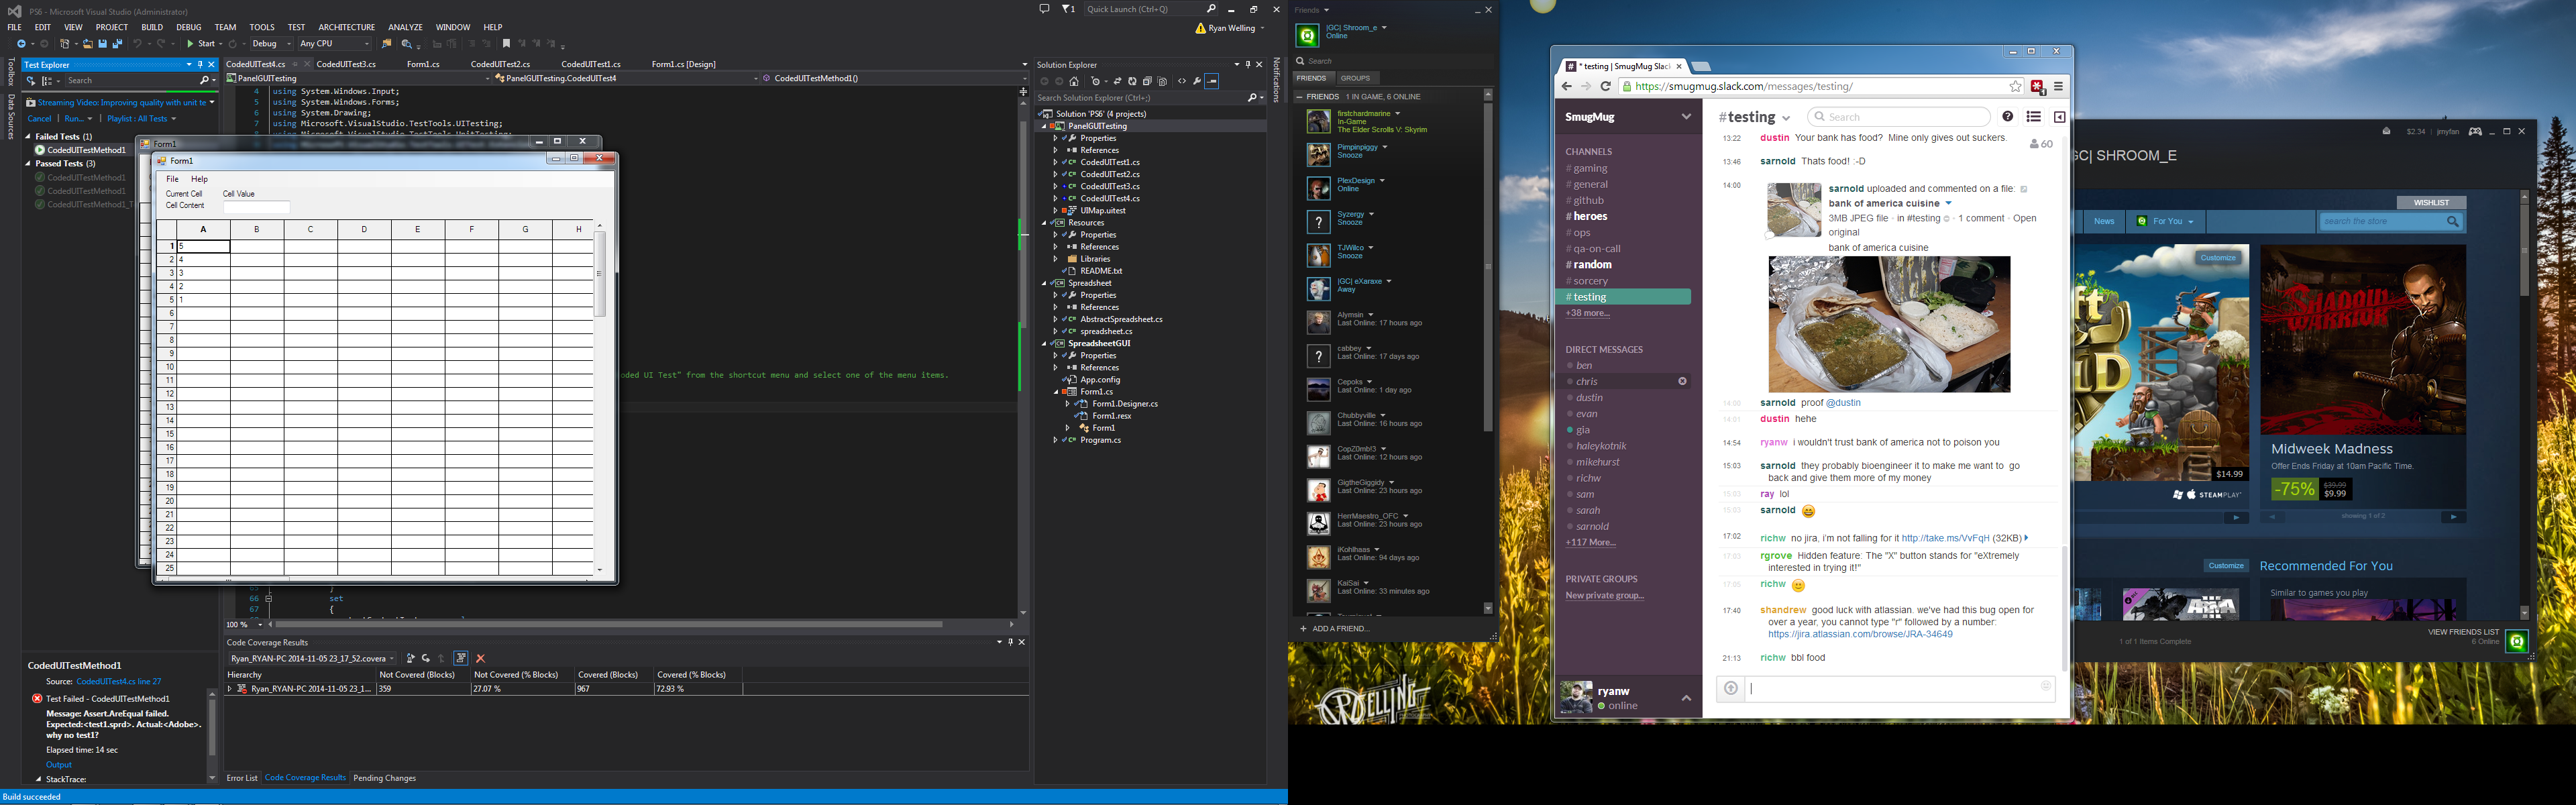 PS6 - Microsoft Visual Studio (Administrator)
1
Quick Launch (Ctrl+Q)
FILE EDIT VIEW PROJECT BUILD DEBUG TEAM TOOLS TEST ARCHITECTURE ANALYZE WINDOW HELP
Ryan Welling
Start Debug Any CPU
Toolbox
Data Sources
Test Explorer
Search
Streaming Video: Improving quality with unit te
Cancel Run... Playlist : All Tests
Failed Tests (1)
CodedUITestMethod1
Passed Tests (3)
CodedUITestMethod1
CodedUITestMethod1
CodedUITestMethod1_T
CodedUITest4.cs CodedUITest3.cs Form1.cs CodedUITest2.cs CodedUITest1.cs Form1.cs [Design]
PanelGUITesting PanelGUITesting.CodedUITest4 CodedUITestMethod1()
4 using System.Windows.Input;
5 using System.Windows.Forms;
6 using System.Drawing;
7 using Microsoft.VisualStudio.TestTools.UITesting;
Form1
Form1
File Help
Current Cell Cell Value
Cell Content
A B C D E F G H
1 5
2 4
3 3
4 2
5 1
6
7
8
9
10
11
12
13
14
15
16
17
18
19
20
21
22
23
24
25
oded UI Test" from the shortcut menu and select one of the menu items.
66 set
67 {
100 %
Code Coverage Results
Ryan_RYAN-PC 2014-11-05 23_17_52.covera
Hierarchy Not Covered (Blocks) Not Covered (% Blocks) Covered (Blocks) Covered (% Blocks)
Ryan_RYAN-PC 2014-11-05 23_1... 359 27.07 % 967 72.93 %
Error List Code Coverage Results Pending Changes
CodedUITestMethod1
Source: CodedUITest4.cs line 27
Test Failed - CodedUITestMethod1
Message: Assert.AreEqual failed.
Expected:<test1.sprd>. Actual:<Adobe>.
why no test1?
Elapsed time: 14 sec
Output
StackTrace:
Build succeeded
Solution Explorer
Search Solution Explorer (Ctrl+;)
Solution 'PS6' (4 projects)
PanelGUITesting
Properties
References
CodedUITest1.cs
CodedUITest2.cs
CodedUITest3.cs
CodedUITest4.cs
UIMap.uitest
Resources
Properties
References
Libraries
README.txt
Spreadsheet
Properties
References
AbstractSpreadsheet.cs
spreadsheet.cs
SpreadsheetGUI
Properties
References
App.config
Form1.cs
Form1.Designer.cs
Form1.resx
Form1
Program.cs
Notifications
Friends
|GC| Shroom_e
Online
Search
FRIENDS GROUPS
FRIENDS 1 IN GAME, 6 ONLINE
firstchardmarine
In-Game
The Elder Scrolls V: Skyrim
Pimpinpiggy
Snooze
PlexDesign
Online
Syzergy
Snooze
TJWilco
Snooze
|GC| eXaraxe
Away
Alymsin
Last Online: 17 hours ago
cabbey
Last Online: 17 days ago
Cepoks
Last Online: 1 day ago
Chubbyville
Last Online: 16 hours ago
CopZDmb!3
Last Online: 12 hours ago
GigtheGiggidy
Last Online: 23 hours ago
HerrMaestro_OFC
Last Online: 23 hours ago
iKohlhaas
Last Online: 94 days ago
KaiSai
Last Online: 33 minutes ago
+ ADD A FRIEND...
* testing | SmugMug Slack
https://smugmug.slack.com/messages/testing/
SmugMug
CHANNELS
# gaming
# general
# github
# heroes
# ops
# qa-on-call
# random
# sorcery
# testing
+38 more...
DIRECT MESSAGES
ben
chris
dustin
evan
gia
haleykotnik
mikehurst
richw
sam
sarah
sarnold
+117 More...
PRIVATE GROUPS
New private group...
ryanw
online
#testing
Search
60
13:22 dustin Your bank has food? Mine only gives out suckers.
13:46 sarnold Thats food! :-D
14:00 sarnold uploaded and commented on a file:
bank of america cuisine
3MB JPEG file · in #testing · 1 comment · Open
original
bank of america cuisine
14:00 sarnold proof @dustin
14:01 dustin hehe
14:54 ryanw i wouldn't trust bank of america not to poison you
15:03 sarnold they probably bioengineer it to make me want to go
back and give them more of my money
15:03 ray lol
15:03 sarnold
17:02 richw no jira, i'm not falling for it http://take.ms/VvFqH (32KB)
17:03 rgrove Hidden feature: The "X" button stands for "eXtremely
interested in trying it!"
17:05 richw
17:40 shandrew good luck with atlassian. we've had this bug open for
over a year, you cannot type "r" followed by a number:
https://jira.atlassian.com/browse/JRA-34649
21:13 richw bbl food
$2.34 jmyfan
GC| SHROOM_E
WISHLIST
News For You search the store
Customize
$14.99
STEAMPLAY
SHADOW
WARRIOR
Midweek Madness
Offer Ends Friday at 10am Pacific Time.
-75% $39.99
$9.99
showing 1 of 2
Customize
Recommended For You
Similar to games you play
1 of 1 Items Complete
VIEW FRIENDS LIST
6 Online